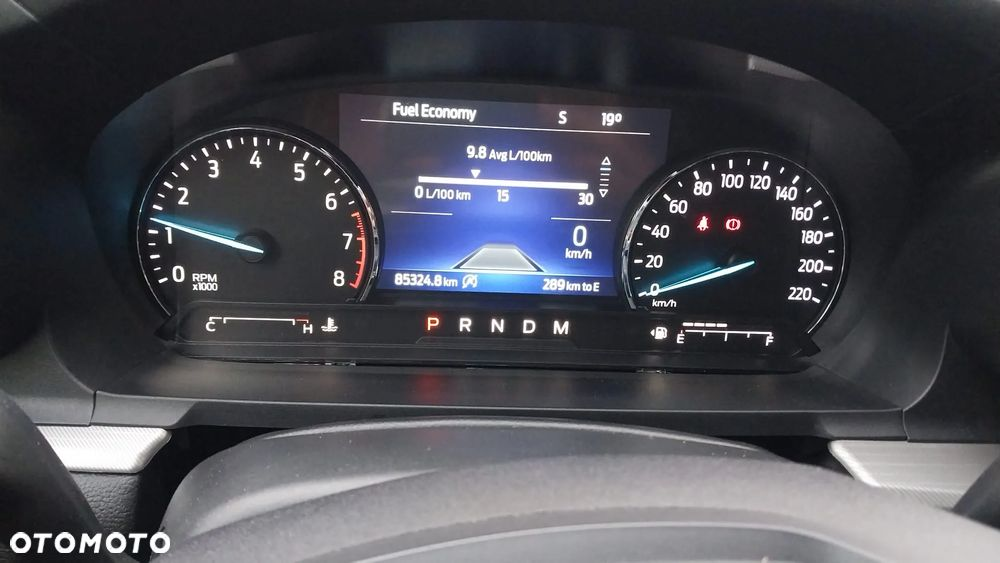 Fuel Economy S 19°
9.8 Avg L/100km
0 L/100 km 15 30
0
km/h
85324.8 km 289 km to E
0 1 2 3 4 5 6 7 8
RPM
x1000
0 20 40 60 80 100 120 140 160 180 200 220
km/h
C H
P R N D M
E F
OTOMOTO